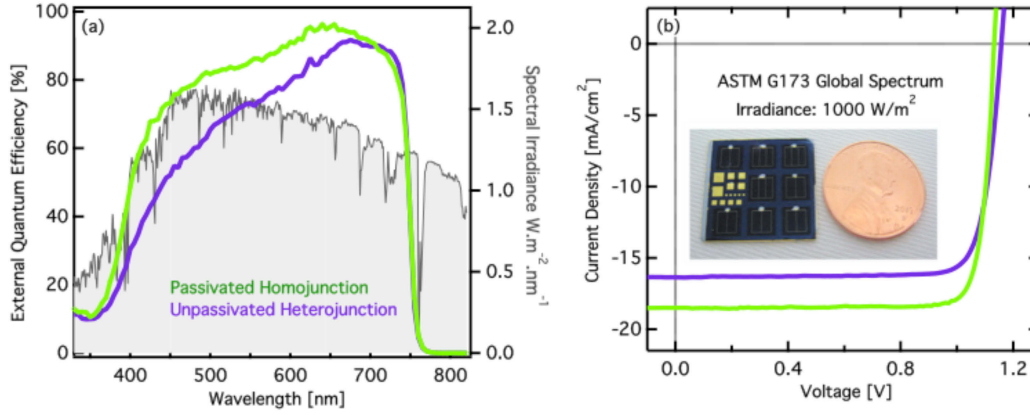 (a)
100
80
60
40
20
0
External Quantum Efficiency [%]
2.0
1.5
1.0
0.5
0.0
Spectral Irradiance W.m-2.nm-1
Passivated Homojunction
Unpassivated Heterojunction
400
500
600
700
800
Wavelength [nm]
(b)
0
-5
-10
-15
-20
Current Density [mA/cm2]
ASTM G173 Global Spectrum
Irradiance: 1000 W/m2
0.0
0.4
0.8
1.2
Voltage [V]